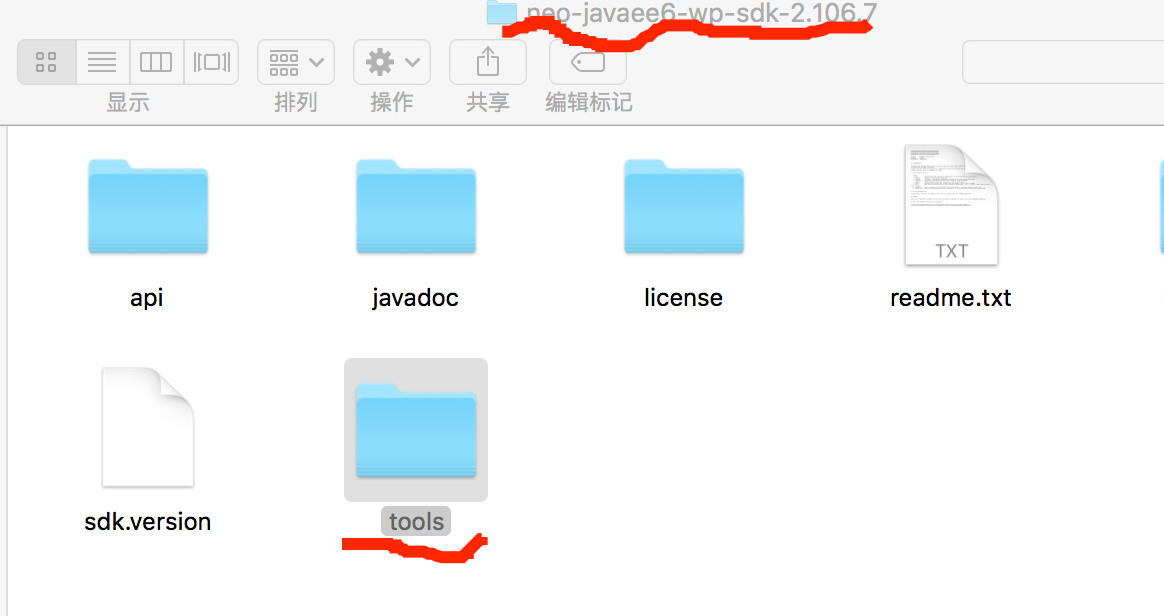 neo-javaee6-wp-sdk-2.106.7
显示 排列 操作 共享 编辑标记
api javadoc license readme.txt
TXT
sdk.version tools